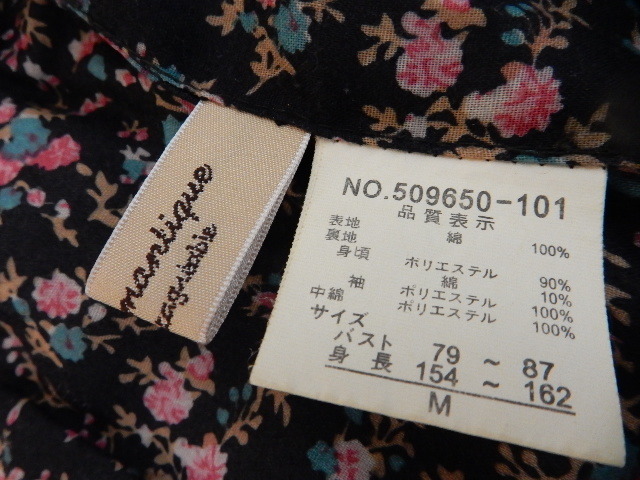 mantique
NO.509650-101
品質表示
表地 綿 100%
裏地
身頃 ポリエステル 90%
綿 10%
袖 ポリエステル 100%
中綿 ポリエステル 100%
サイズ
バスト 79 ~ 87
身長 154 ~ 162
M